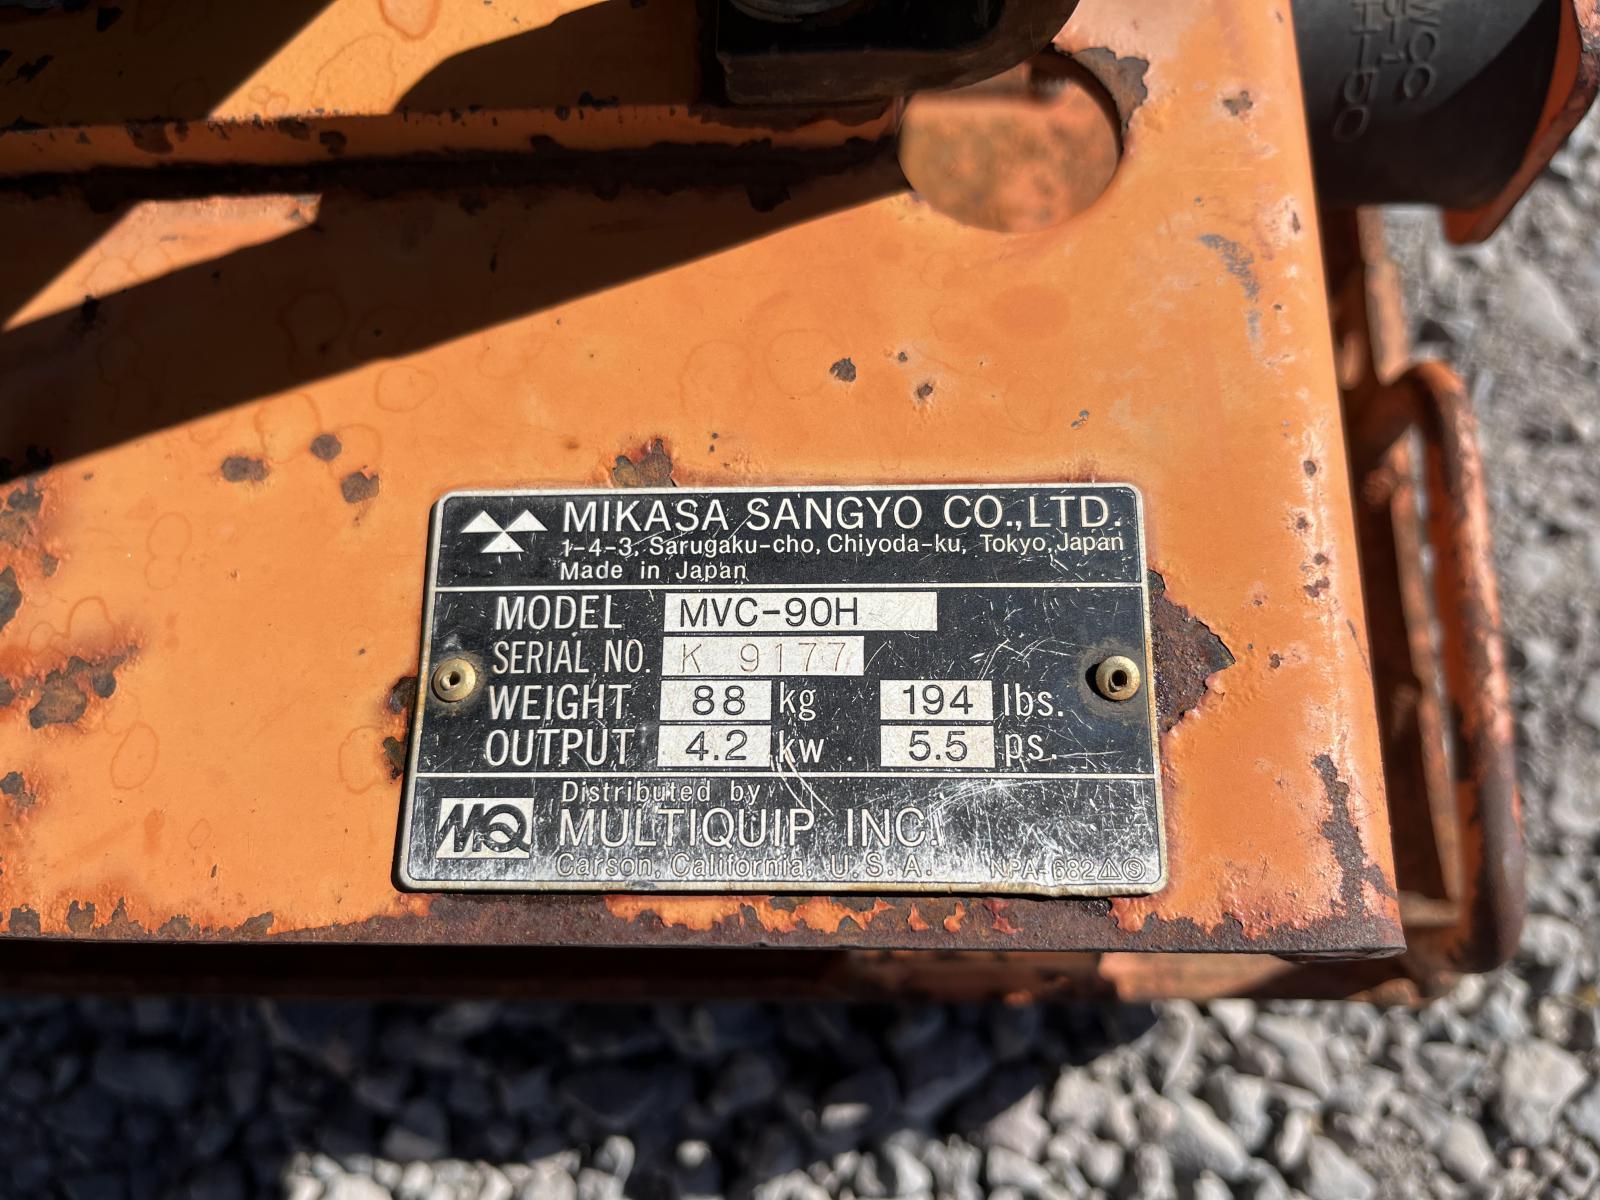 MIKASA SANGYO CO.,LTD.
1-4-3, Sarugaku-cho, Chiyoda-ku, Tokyo, Japan
Made in Japan
MODEL MVC-90H
SERIAL NO. K 9177
WEIGHT 88 kg 194 lbs.
OUTPUT 4.2 kw. 5.5 ps.
MQ
Distributed by
MULTIQUIP INC.
Carson, California, U.S.A. NPA-682